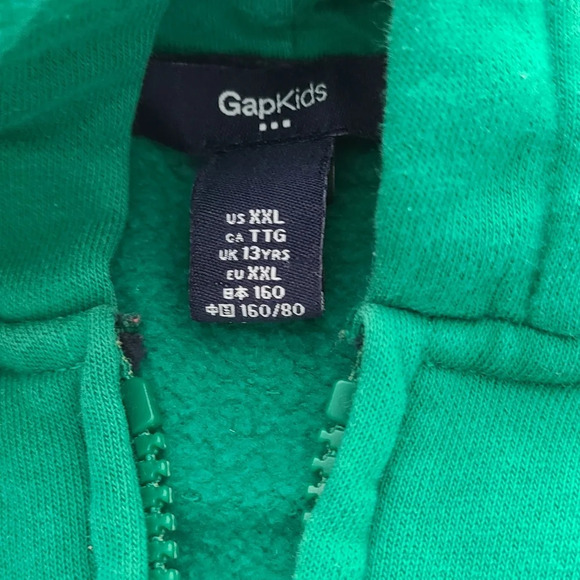 GapKids
US XXL
CA TTG
UK 13YRS
EU XXL
日本 160
中国 160/80